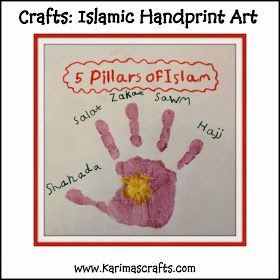 Crafts: Islamic Handprint Art
5 Pillars of Islam
Shahada
Salat
Zakat
Sawm
Hajj
www.Karimascrafts.com